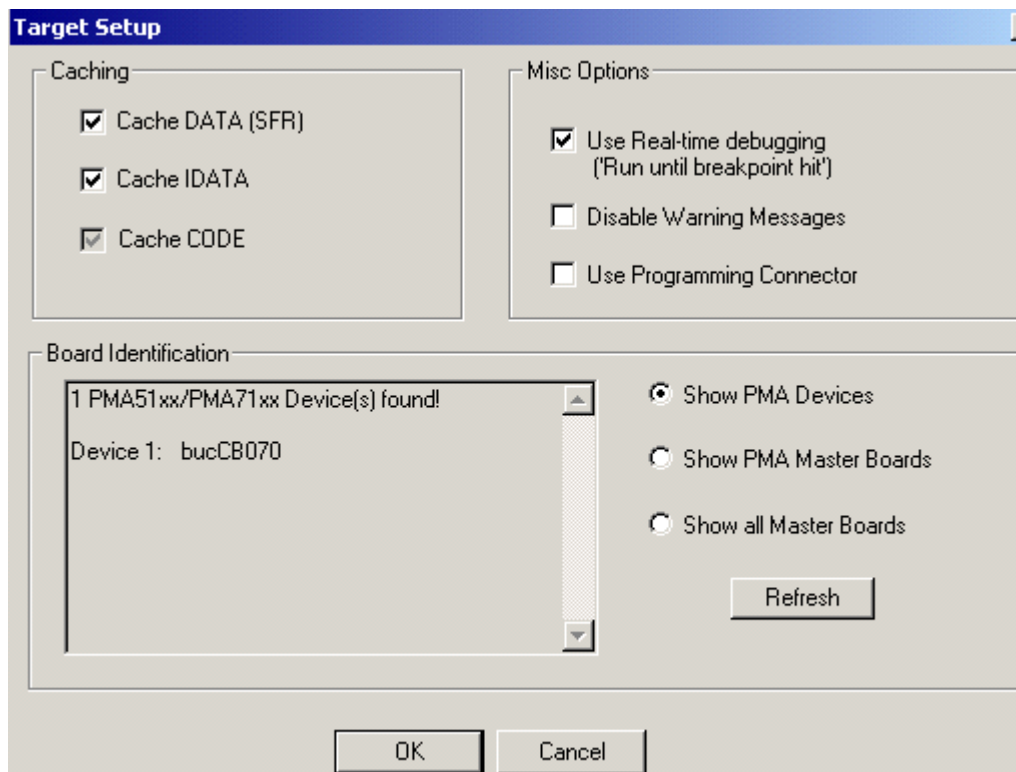 Target Setup
Caching
Cache DATA (SFR)
Cache IDATA
Cache CODE
Misc Options
Use Real-time debugging
('Run until breakpoint hit')
Disable Warning Messages
Use Programming Connector
Board Identification
1 PMA51xx/PMA71xx Device(s) found!
Device 1: bucCB070
Show PMA Devices
Show PMA Master Boards
Show all Master Boards
Refresh
OK
Cancel